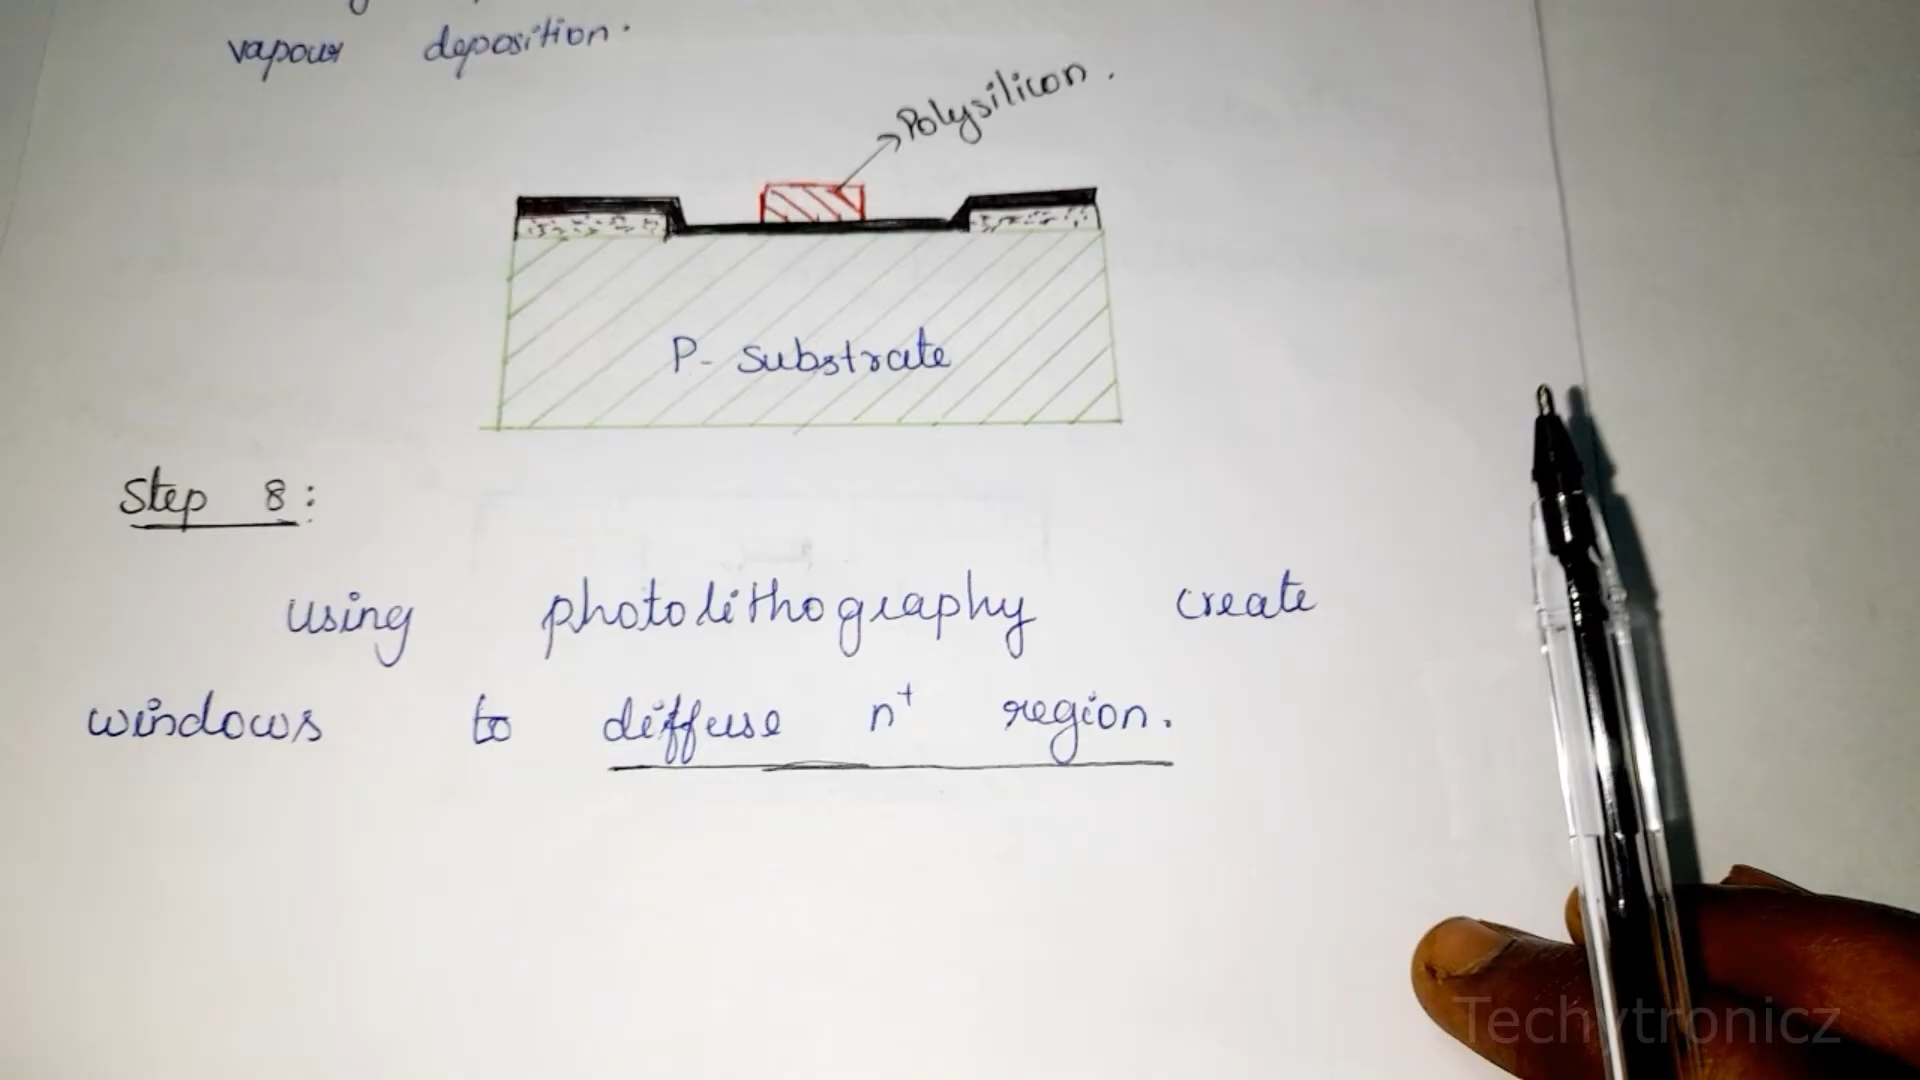 vapour deposition.
Polysilicon.
P- substrate
Step 8:
using photolithography create
windows to diffuse n⁺ region.
Techytronicz